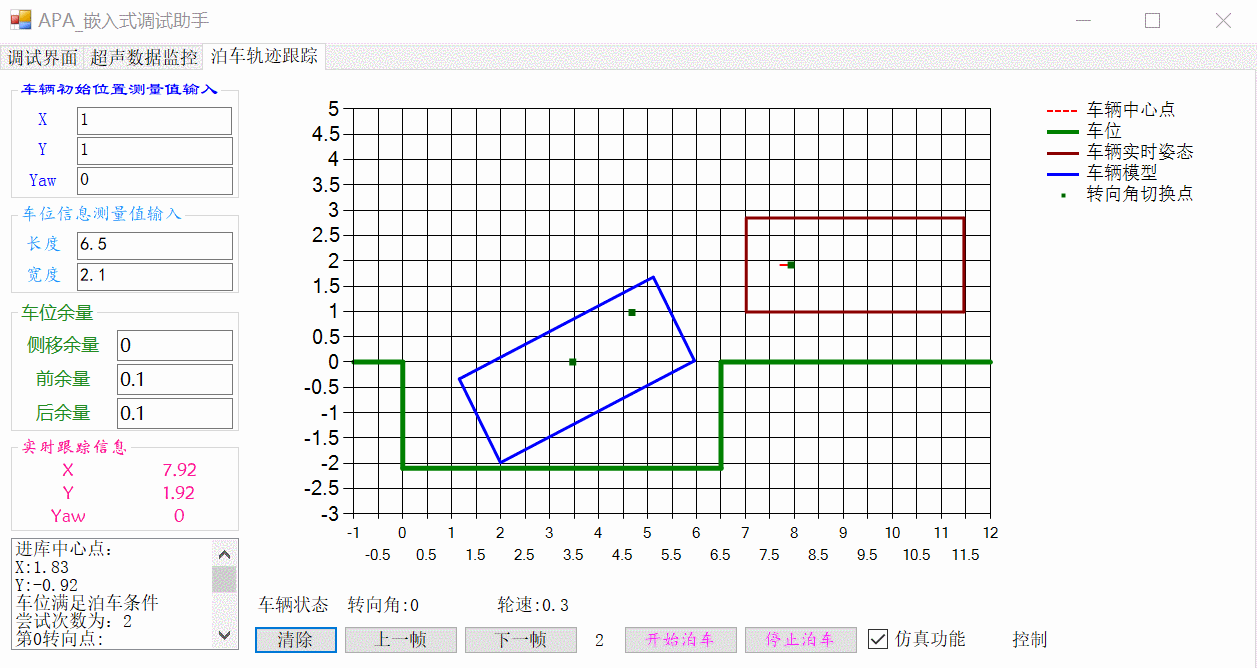 APA_嵌入式调试助手
调试界面 超声数据监控 泊车轨迹跟踪
车辆初始位置测量值输入
X 1
Y 1
Yaw 0
车位信息测量值输入
长度 6.5
宽度 2.1
车位余量
侧移余量 0
前余量 0.1
后余量 0.1
实时跟踪信息
X 7.92
Y 1.92
Yaw 0
进库中心点:
X:1.83
Y:-0.92
车位满足泊车条件
尝试次数为: 2
第0转向点:
5
4.5
4
3.5
3
2.5
2
1.5
1
0.5
0
-0.5
-1
-1.5
-2
-2.5
-3
-1 0 1 2 3 4 5 6 7 8 9 10 11 12
-0.5 0.5 1.5 2.5 3.5 4.5 5.5 6.5 7.5 8.5 9.5 10.5 11.5
车辆中心点
车位
车辆实时姿态
车辆模型
转向角切换点
车辆状态 转向角:0 轮速:0.3
清除 上一帧 下一帧 2 开始泊车 停止泊车 仿真功能 控制